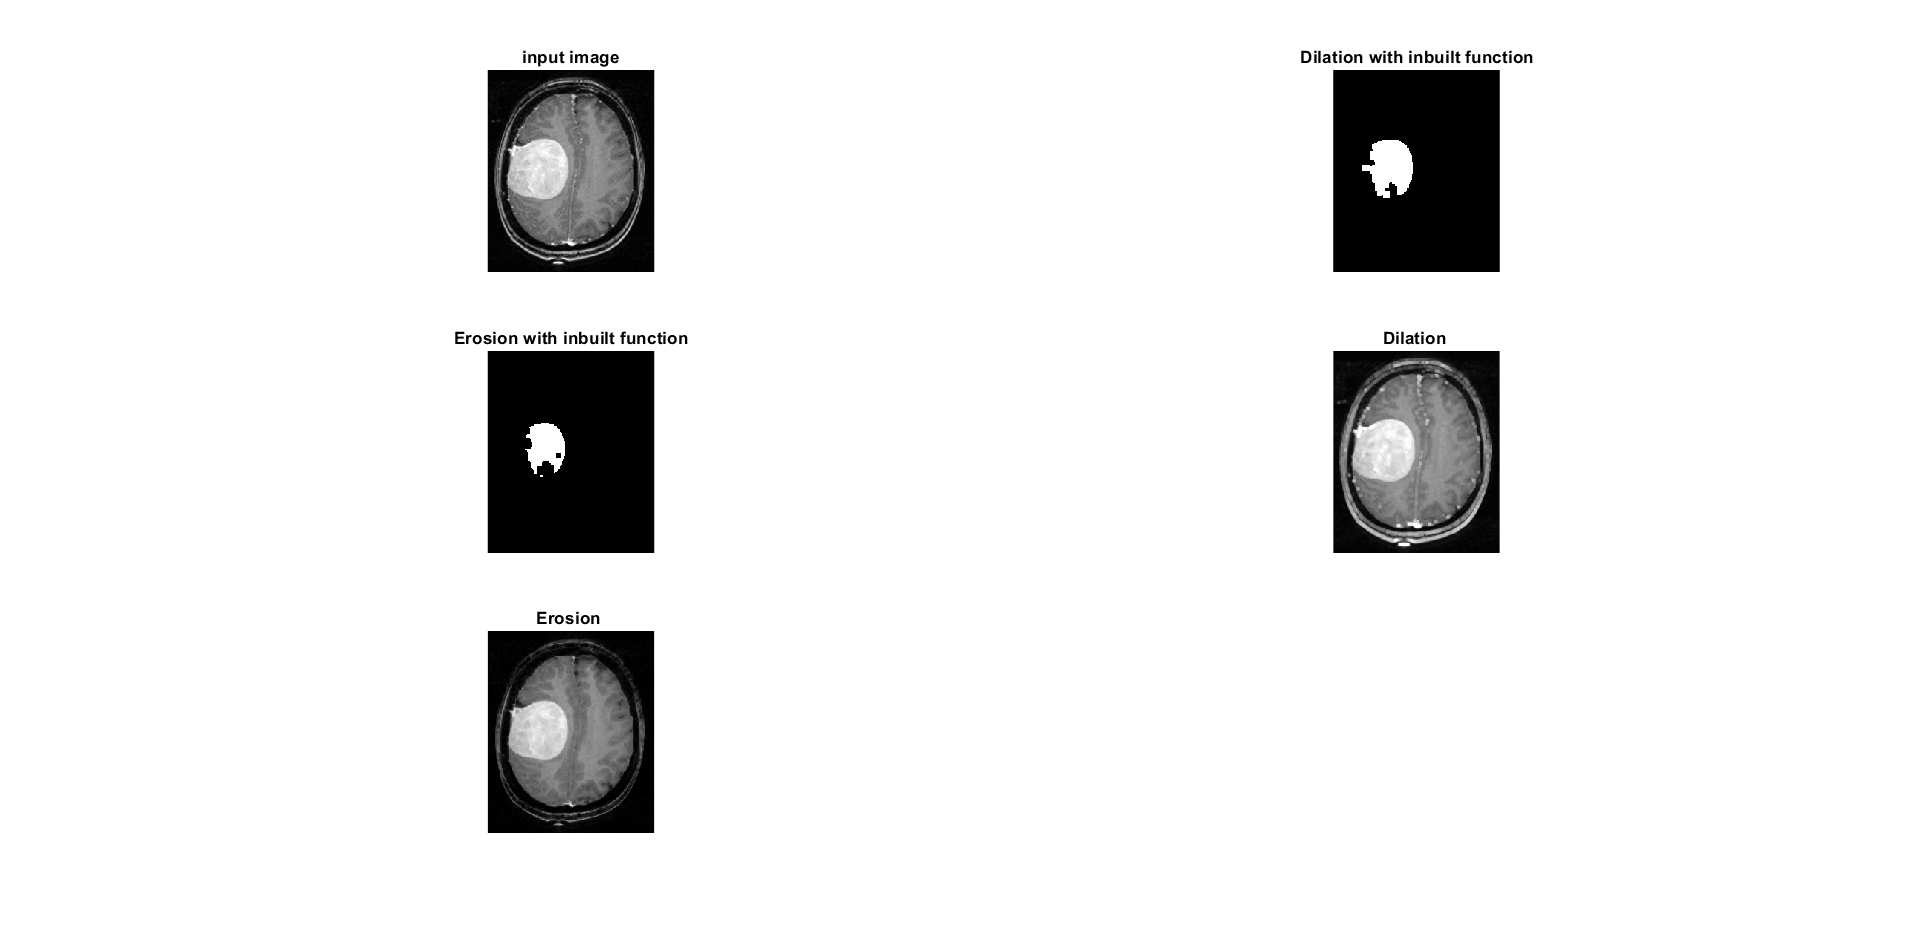 input image
Dilation with inbuilt function
Erosion with inbuilt function
Dilation
Erosion